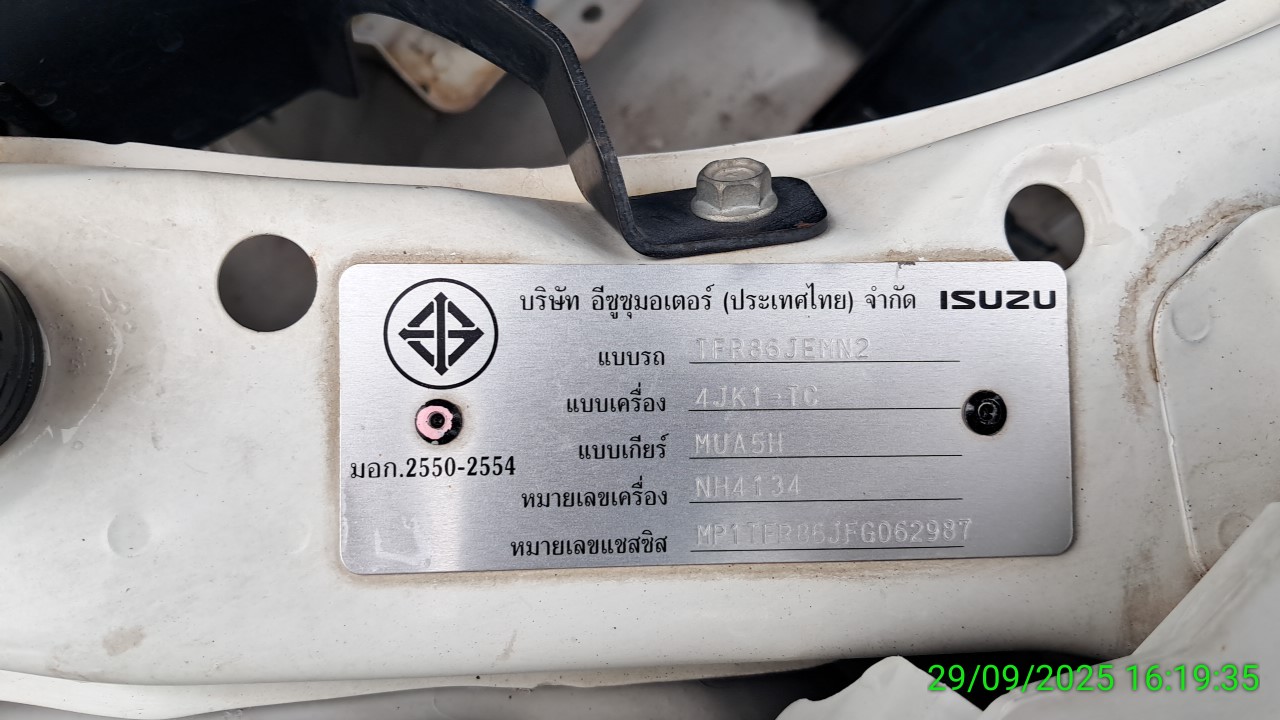 บริษัท อีซูซุมอเตอร์ (ประเทศไทย) จำกัด ISUZU
แบบรถ TFR86JEMN2
แบบเครื่อง 4JK1-TC
แบบเกียร์ MUA5H
มอก.2550-2554
หมายเลขเครื่อง NH4134
หมายเลขแชสซิส MP1TFR86JFG062987
29/09/2025 16:19:35